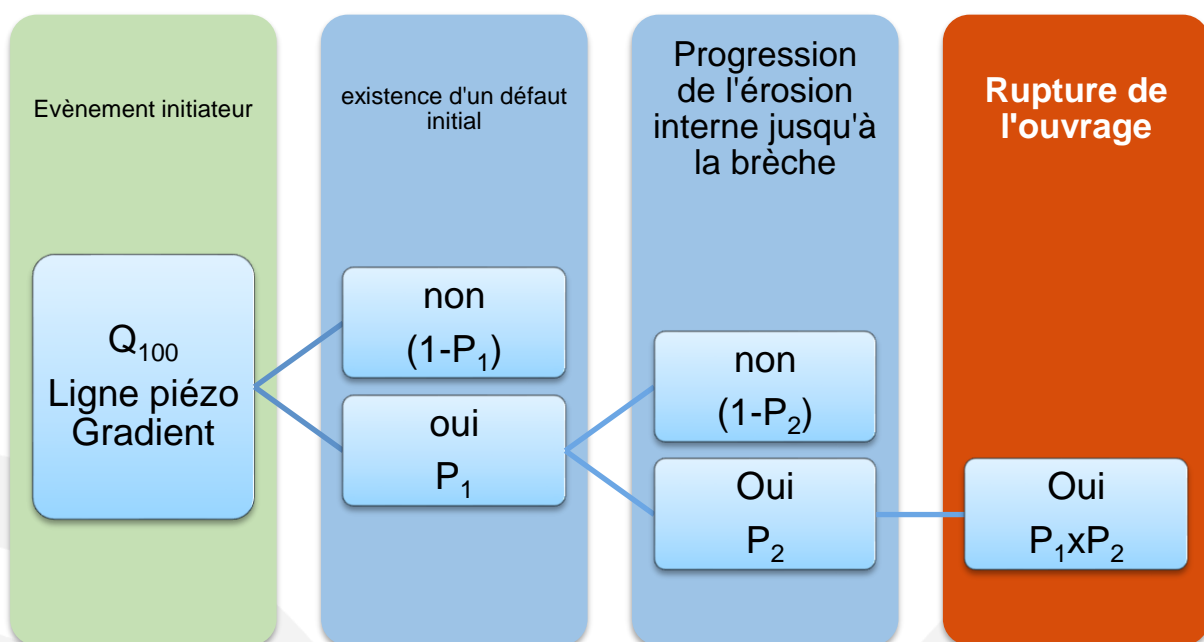 Evènement initiateur
existence d'un défaut
initial
Progression
de l'érosion
interne jusqu'à
la brèche
Rupture de
l'ouvrage
Q₁₀₀
Ligne piézo
Gradient
non
(1-P₁)
oui
P₁
non
(1-P₂)
Oui
P₂
Oui
P₁xP₂